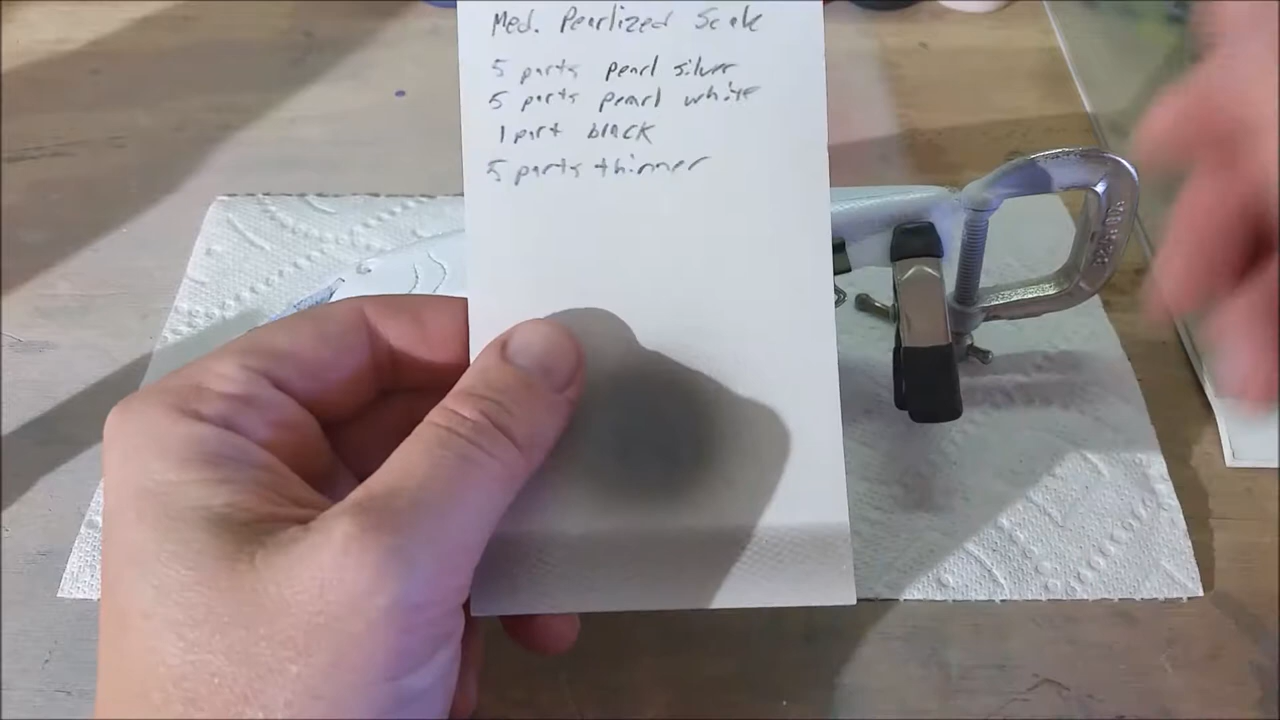 Med. Pearlized Scale
5 parts pearl silver
5 parts pearl white
1 part black
5 parts thinner